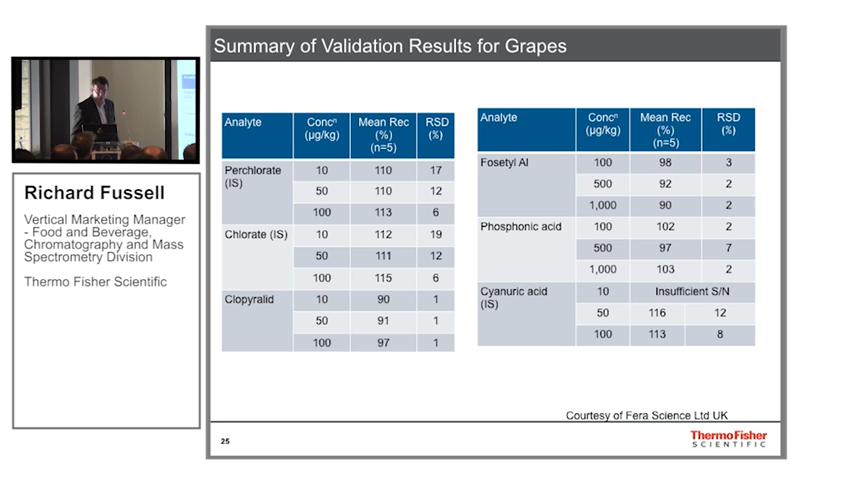 Summary of Validation Results for Grapes
Richard Fussell
Vertical Marketing Manager
- Food and Beverage,
Chromatography and Mass
Spectrometry Division
Thermo Fisher Scientific
Analyte Concⁿ (µg/kg) Mean Rec (%) (n=5) RSD (%)
Perchlorate (IS) 10 110 17
50 110 12
100 113 6
Chlorate (IS) 10 112 19
50 111 12
100 115 6
Clopyralid 10 90 1
50 91 1
100 97 1
Analyte Concⁿ (µg/kg) Mean Rec (%) (n=5) RSD (%)
Fosetyl Al 100 98 3
500 92 2
1,000 90 2
Phosphonic acid 100 102 2
500 97 7
1,000 103 2
Cyanuric acid (IS) 10 Insufficient S/N
50 116 12
100 113 8
Courtesy of Fera Science Ltd UK
25
ThermoFisher
SCIENTIFIC